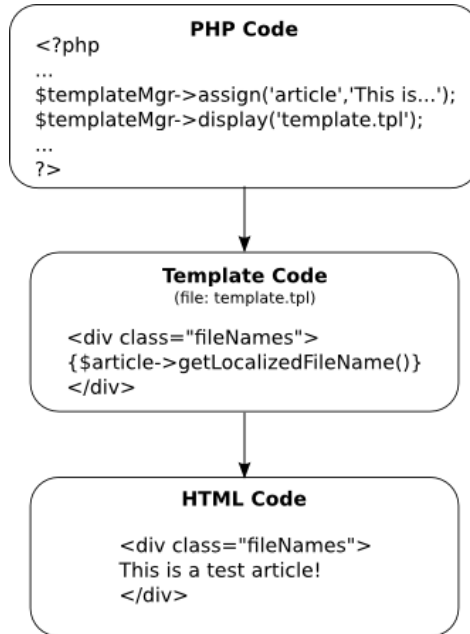 PHP Code
<?php
...
$templateMgr->assign('article','This is...');
$templateMgr->display('template.tpl');
...
?>
Template Code
(file: template.tpl)
<div class="fileNames">
{$article->getLocalizedFileName()}
</div>
HTML Code
<div class="fileNames">
This is a test article!
</div>